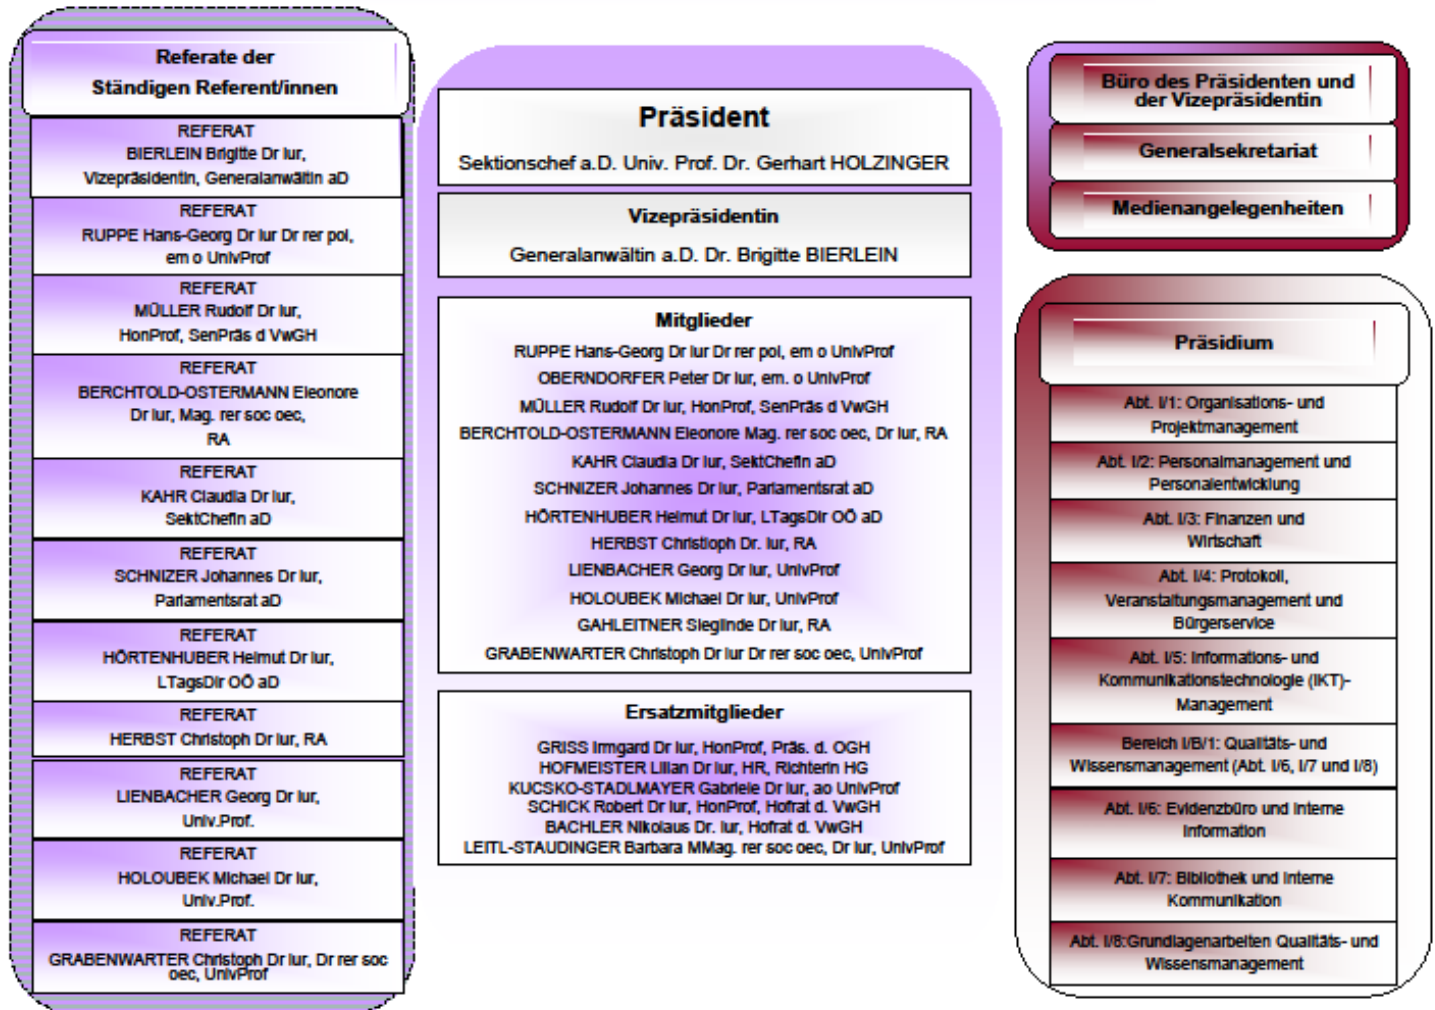 Referate der
Ständigen Referent/innen
REFERAT
BIERLEIN Brigitte Dr iur,
Vizepräsidentin, Generalanwältin aD
REFERAT
RUPPE Hans-Georg Dr iur Dr rer pol,
em o UnivProf
REFERAT
MÜLLER Rudolf Dr iur,
HonProf, SenPräs d VwGH
REFERAT
BERCHTOLD-OSTERMANN Eleonore
Dr iur, Mag. rer soc oec,
RA
REFERAT
KAHR Claudia Dr iur,
SektChefin aD
REFERAT
SCHNIZER Johannes Dr iur,
Parlamentsrat aD
REFERAT
HÖRTENHUBER Helmut Dr iur,
LTagsDir OÖ aD
REFERAT
HERBST Christoph Dr iur, RA
REFERAT
LIENBACHER Georg Dr iur,
Univ.Prof.
REFERAT
HOLOUBEK Michael Dr iur,
Univ.Prof.
REFERAT
GRABENWARTER Christoph Dr iur, Dr rer soc
oec, UnivProf
Präsident
Sektionschef a.D. Univ. Prof. Dr. Gerhart HOLZINGER
Vizepräsidentin
Generalanwältin a.D. Dr. Brigitte BIERLEIN
Mitglieder
RUPPE Hans-Georg Dr iur Dr rer pol, em o UnivProf
OBERNDORFER Peter Dr iur, em. o UnivProf
MÜLLER Rudolf Dr iur, HonProf, SenPräs d VwGH
BERCHTOLD-OSTERMANN Eleonore Mag. rer soc oec, Dr iur, RA
KAHR Claudia Dr iur, SektChefin aD
SCHNIZER Johannes Dr iur, Parlamentsrat aD
HÖRTENHUBER Helmut Dr iur, LTagsDir OÖ aD
HERBST Christioph Dr. iur, RA
LIENBACHER Georg Dr iur, UnivProf
HOLOUBEK Michael Dr iur, UnivProf
GAHLEITNER Sieglinde Dr iur, RA
GRABENWARTER Christoph Dr iur Dr rer soc oec, UnivProf
Ersatzmitglieder
GRISS Irmgard Dr iur, HonProf, Präs. d. OGH
HOFMEISTER Lilian Dr iur, HR, Richterin HG
KUCSKO-STADLMAYER Gabriele Dr iur, ao UnivProf
SCHICK Robert Dr iur, HonProf, Hofrat d. VwGH
BACHLER Nikolaus Dr. iur, Hofrat d. VwGH
LEITL-STAUDINGER Barbara MMag. rer soc oec, Dr iur, UnivProf
Büro des Präsidenten und
der Vizepräsidentin
Generalsekretariat
Medienangelegenheiten
Präsidium
Abt. I/1: Organisations- und
Projektmanagement
Abt. I/2: Personalmanagement und
Personalentwicklung
Abt. I/3: Finanzen und
Wirtschaft
Abt. I/4: Protokoll,
Veranstaltungsmanagement und
Bürgerservice
Abt. I/5: Informations- und
Kommunikationstechnologie (IKT)-
Management
Bereich I/B/1: Qualitäts- und
Wissensmanagement (Abt. I/6, I/7 und I/8)
Abt. I/6: Evidenzbüro und interne
Information
Abt. I/7: Bibliothek und interne
Kommunikation
Abt. I/8:Grundlagenarbeiten Qualitäts- und
Wissensmanagement